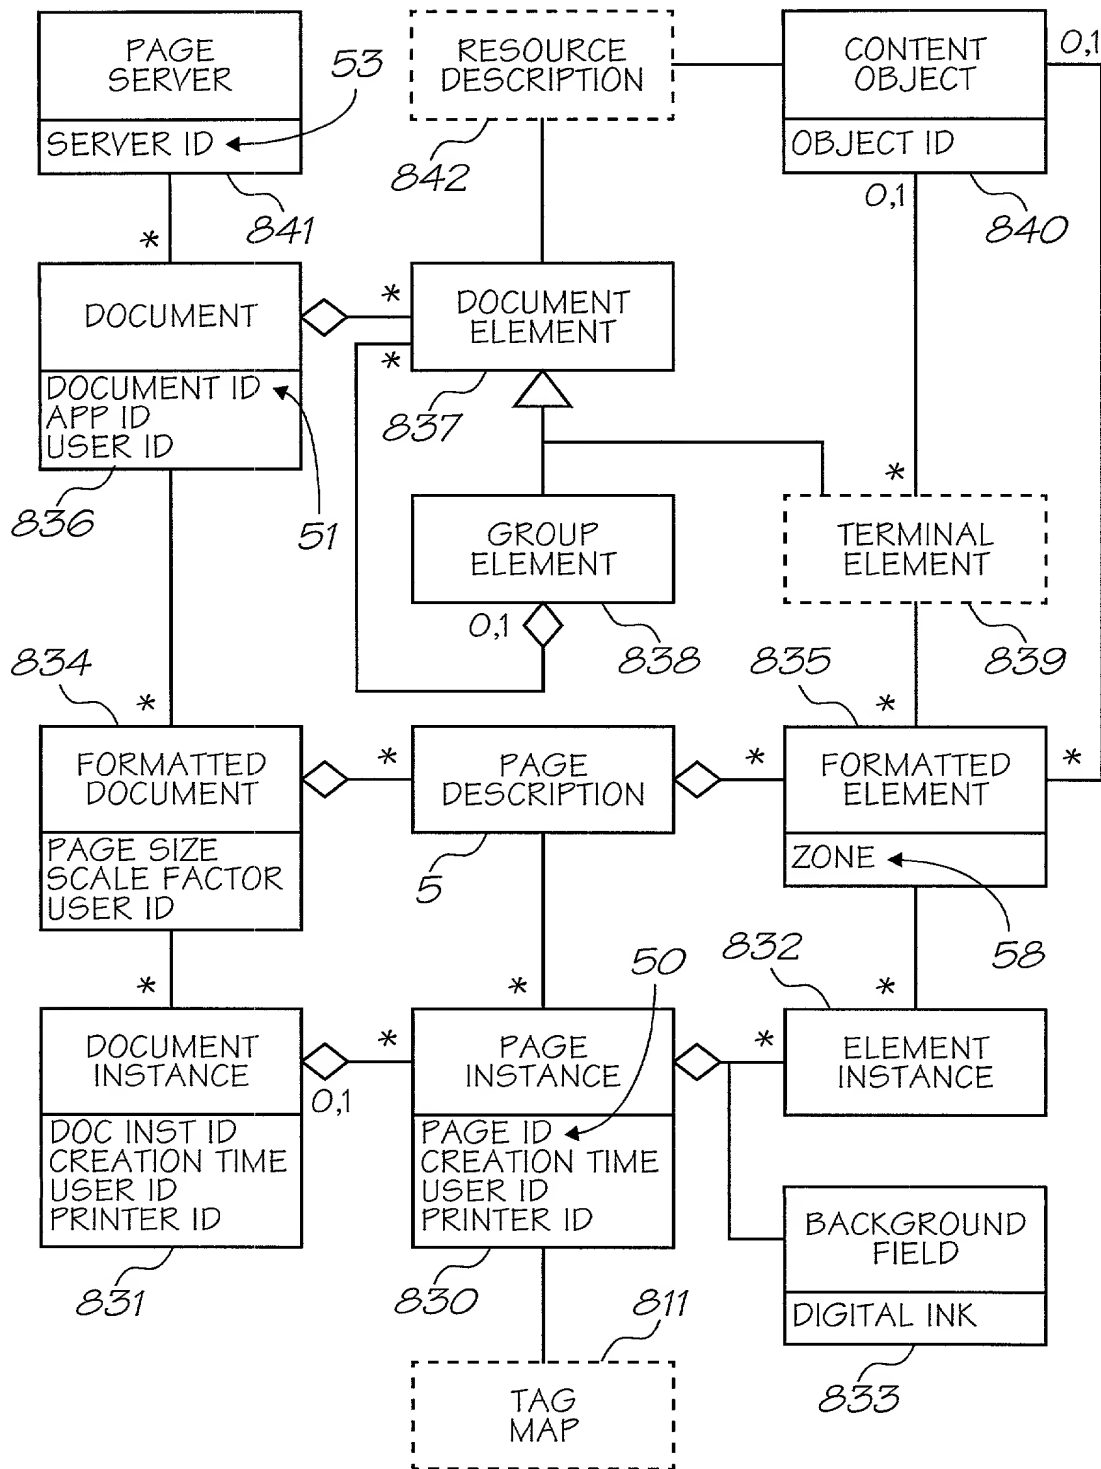 PAGE
SERVER
SERVER ID
53
841
RESOURCE
DESCRIPTION
842
CONTENT
OBJECT
OBJECT ID
0,1
0,1
840
*
DOCUMENT
DOCUMENT ID
APP ID
USER ID
836
51
*
*
DOCUMENT
ELEMENT
837
GROUP
ELEMENT
0,1
838
*
TERMINAL
ELEMENT
839
834
*
FORMATTED
DOCUMENT
PAGE SIZE
SCALE FACTOR
USER ID
*
PAGE
DESCRIPTION
5
835
*
*
*
FORMATTED
ELEMENT
ZONE
58
*
DOCUMENT
INSTANCE
0,1
DOC INST ID
CREATION TIME
USER ID
PRINTER ID
831
*
*
50
PAGE
INSTANCE
PAGE ID
CREATION TIME
USER ID
PRINTER ID
830
832
*
*
ELEMENT
INSTANCE
BACKGROUND
FIELD
DIGITAL INK
833
811
TAG
MAP